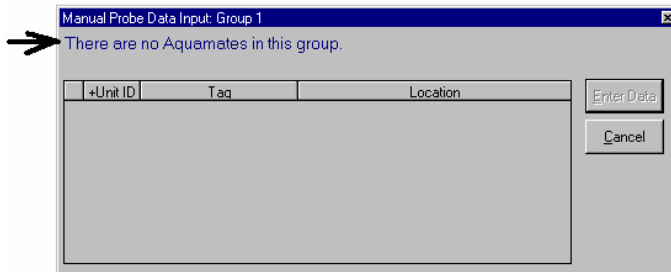 Manual Probe Data Input: Group 1
There are no Aquamates in this group.
+Unit ID Tag Location
Enter Data
Cancel